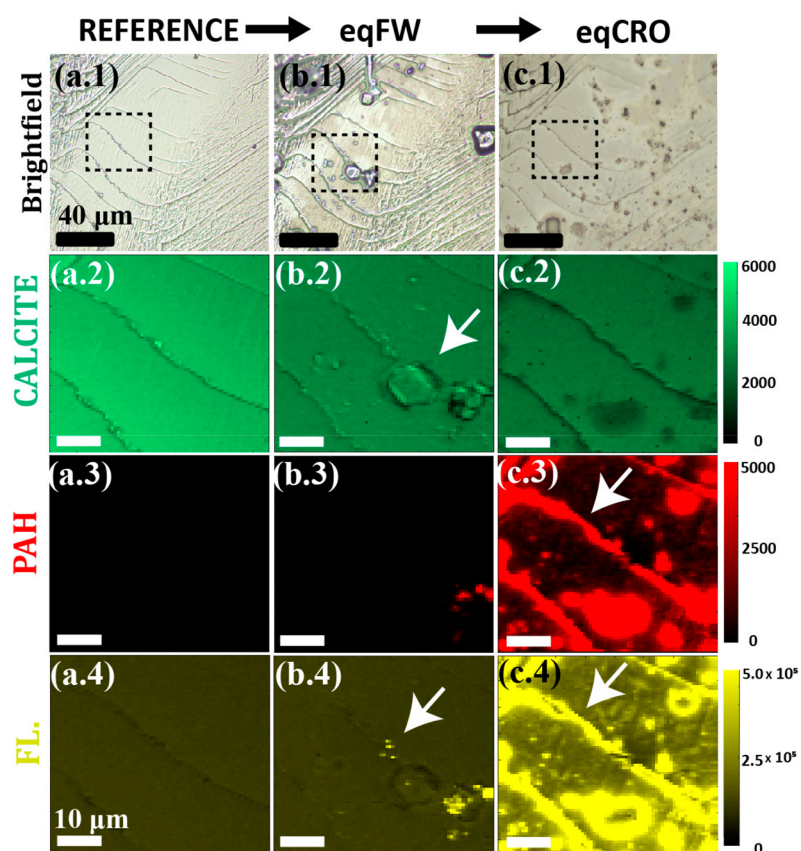 REFERENCE eqFW eqCRO
Brightfield
(a.1) (b.1) (c.1)
40 μm
CALCITE
(a.2) (b.2) (c.2)
6000
4000
2000
0
PAH
(a.3) (b.3) (c.3)
5000
2500
0
FL.
(a.4) (b.4) (c.4)
10 μm
5.0 x 10⁵
2.5 x 10⁵
0